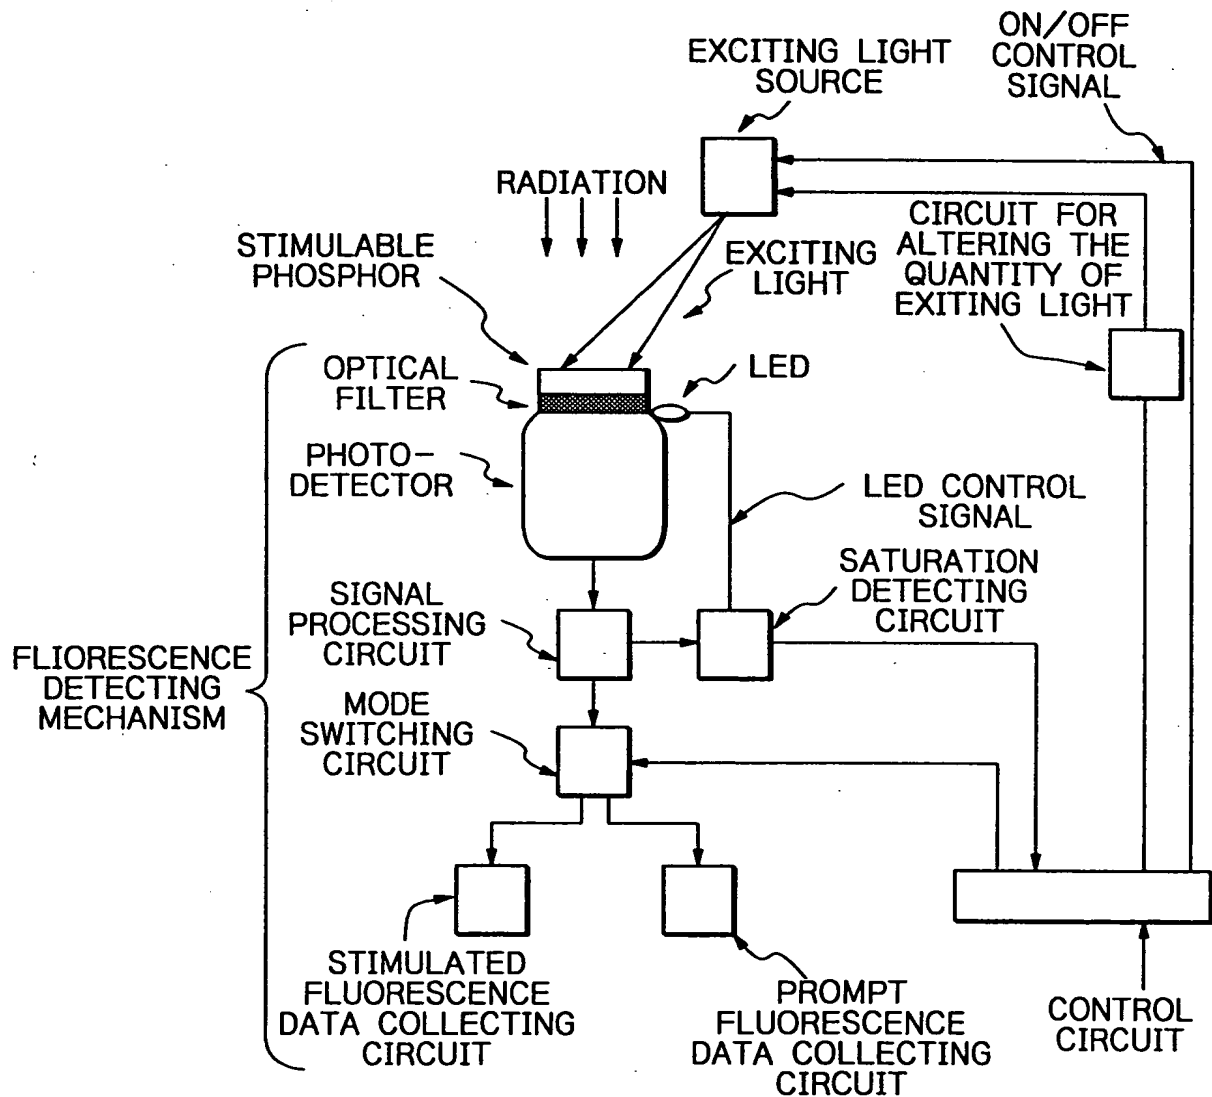 ON/OFF
CONTROL
SIGNAL
EXCITING LIGHT
SOURCE
RADIATION
STIMULABLE
PHOSPHOR
EXCITING
LIGHT
CIRCUIT FOR
ALTERING THE
QUANTITY OF
EXITING LIGHT
OPTICAL
FILTER
LED
PHOTO-
DETECTOR
LED CONTROL
SIGNAL
SATURATION
DETECTING
CIRCUIT
SIGNAL
PROCESSING
CIRCUIT
FLIORESCENCE
DETECTING
MECHANISM
MODE
SWITCHING
CIRCUIT
STIMULATED
FLUORESCENCE
DATA COLLECTING
CIRCUIT
PROMPT
FLUORESCENCE
DATA COLLECTING
CIRCUIT
CONTROL
CIRCUIT